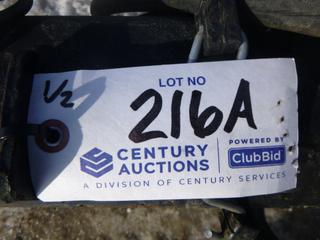 LOT NO
1/2
216A
CENTURY AUCTIONS
POWERED BY
ClubBid
A DIVISION OF CENTURY SERVICES